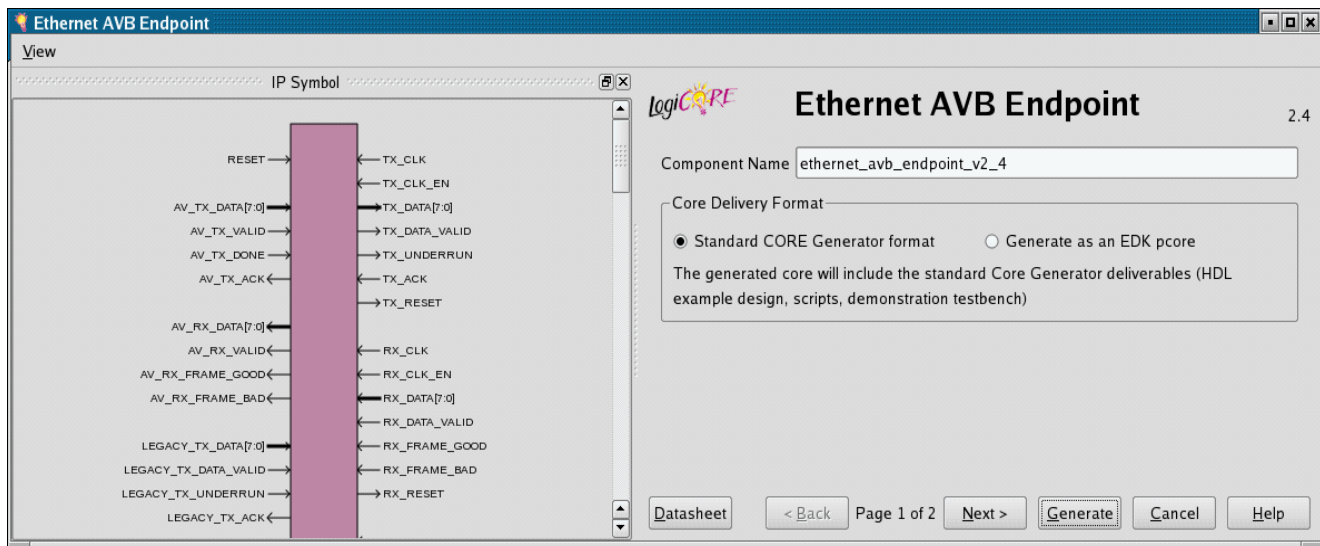 Ethernet AVB Endpoint
View
IP Symbol
RESET
TX_CLK
TX_CLK_EN
AV_TX_DATA[7:0]
TX_DATA[7:0]
AV_TX_VALID
TX_DATA_VALID
AV_TX_DONE
TX_UNDERRUN
AV_TX_ACK
TX_ACK
TX_RESET
AV_RX_DATA[7:0]
AV_RX_VALID
RX_CLK
AV_RX_FRAME_GOOD
RX_CLK_EN
AV_RX_FRAME_BAD
RX_DATA[7:0]
RX_DATA_VALID
LEGACY_TX_DATA[7:0]
RX_FRAME_GOOD
LEGACY_TX_DATA_VALID
RX_FRAME_BAD
LEGACY_TX_UNDERRUN
RX_RESET
LEGACY_TX_ACK
LogiCORE
Ethernet AVB Endpoint
2.4
Component Name ethernet_avb_endpoint_v2_4
Core Delivery Format
Standard CORE Generator format
Generate as an EDK pcore
The generated core will include the standard Core Generator deliverables (HDL
example design, scripts, demonstration testbench)
Datasheet < Back Page 1 of 2 Next > Generate Cancel Help